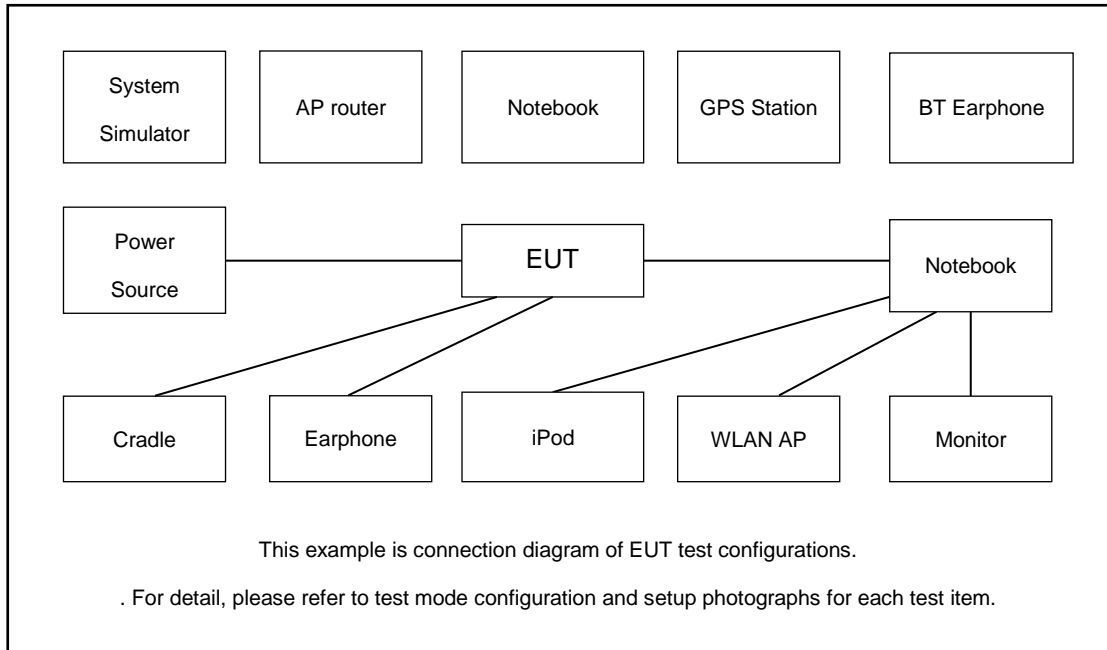 System
Simulator
AP router
Notebook
GPS Station
BT Earphone
Power
Source
EUT
Notebook
Cradle
Earphone
iPod
WLAN AP
Monitor
This example is connection diagram of EUT test configurations.
. For detail, please refer to test mode configuration and setup photographs for each test item.